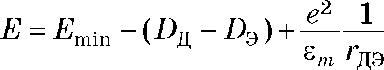 E = E_min − (D_Д − D_Э) + e²/ε_m 1/r_ДЭ